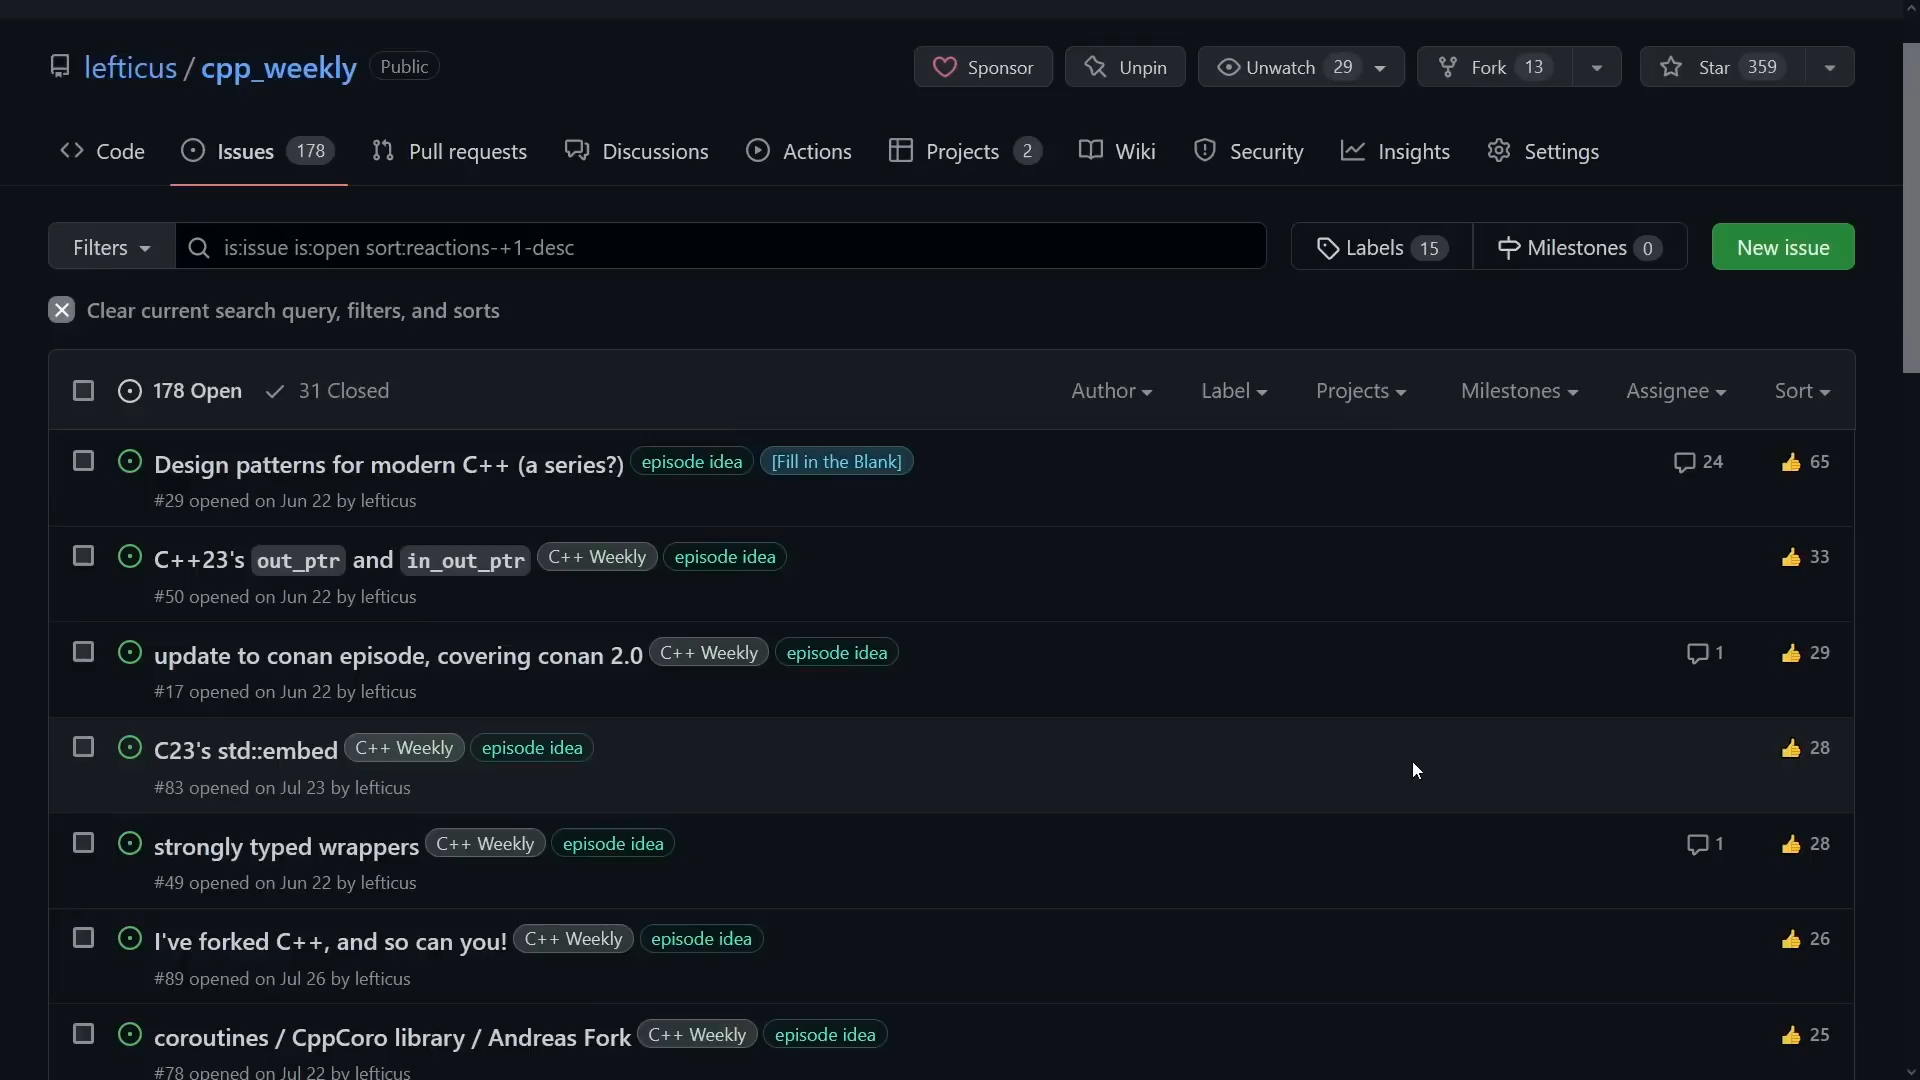 lefticus / cpp_weekly Public Sponsor Unpin Unwatch 29 Fork 13 Star 359
Code Issues 178 Pull requests Discussions Actions Projects 2 Wiki Security Insights Settings
Filters is:issue is:open sort:reactions-+1-desc Labels 15 Milestones 0 New issue
Clear current search query, filters, and sorts
178 Open 31 Closed Author Label Projects Milestones Assignee Sort
Design patterns for modern C++ (a series?) episode idea [Fill in the Blank] 24 👍 65
#29 opened on Jun 22 by lefticus
C++23's out_ptr and in_out_ptr C++ Weekly episode idea 👍 33
#50 opened on Jun 22 by lefticus
update to conan episode, covering conan 2.0 C++ Weekly episode idea 1 👍 29
#17 opened on Jun 22 by lefticus
C23's std::embed C++ Weekly episode idea 👍 28
#83 opened on Jul 23 by lefticus
strongly typed wrappers C++ Weekly episode idea 1 👍 28
#49 opened on Jun 22 by lefticus
I've forked C++, and so can you! C++ Weekly episode idea 👍 26
#89 opened on Jul 26 by lefticus
coroutines / CppCoro library / Andreas Fork C++ Weekly episode idea 👍 25
#78 opened on Jul 22 by lefticus